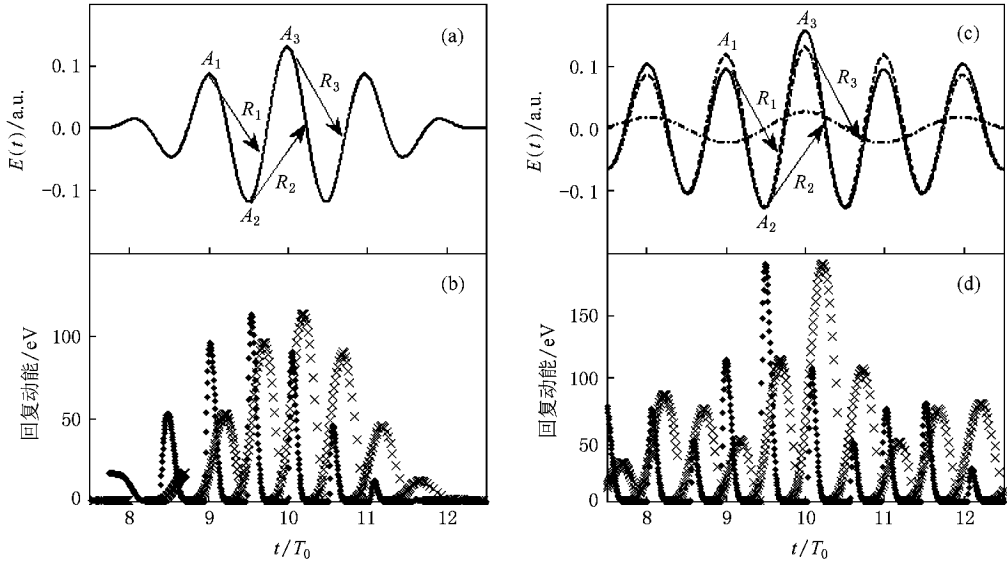 (a)
A₃
A₁
R₃
R₁
R₂
A₂
0.1
0.0
−0.1
E(t)/a.u.
(b)
100
50
0
回复动能/eV
8 9 10 11 12
t/T₀
(c)
A₃
A₁
R₃
R₁
R₂
A₂
0.1
0.0
−0.1
E(t)/a.u.
(d)
150
100
50
0
回复动能/eV
8 9 10 11 12
t/T₀